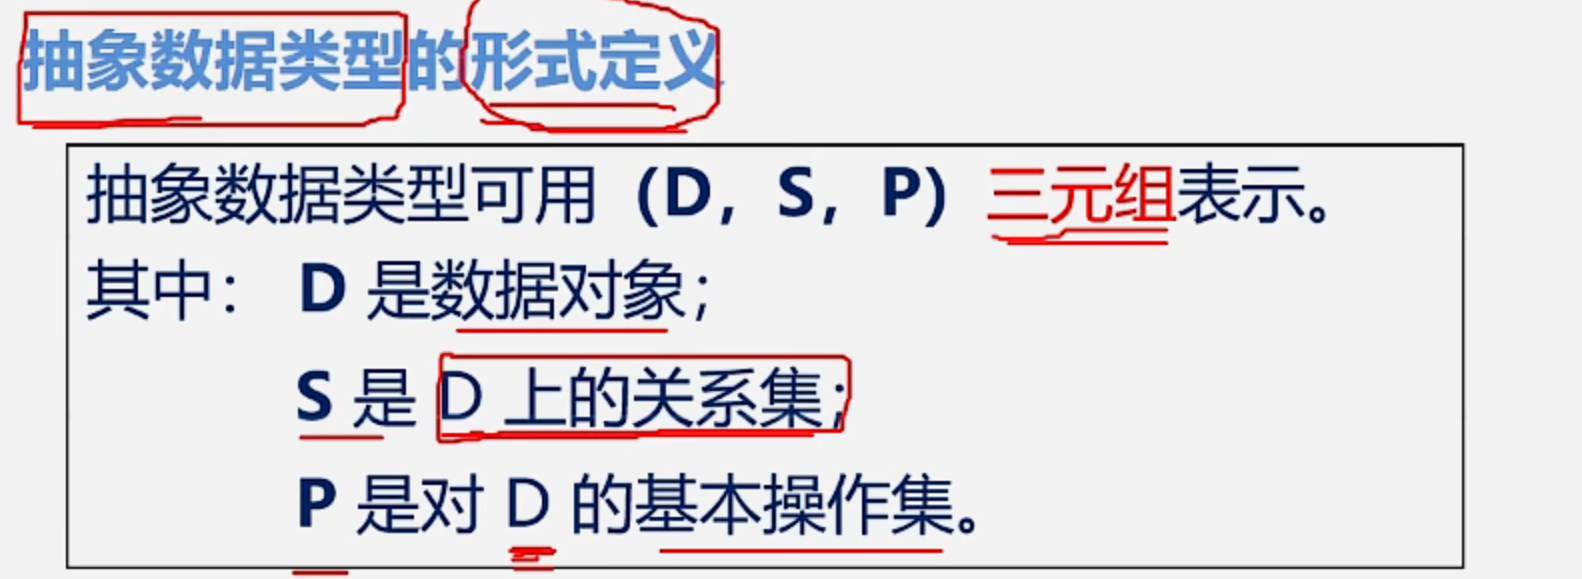 抽象数据类型的形式定义
抽象数据类型可用（D，S，P）三元组表示。
其中： D 是数据对象；
S 是 D 上的关系集；
P 是对 D 的基本操作集。